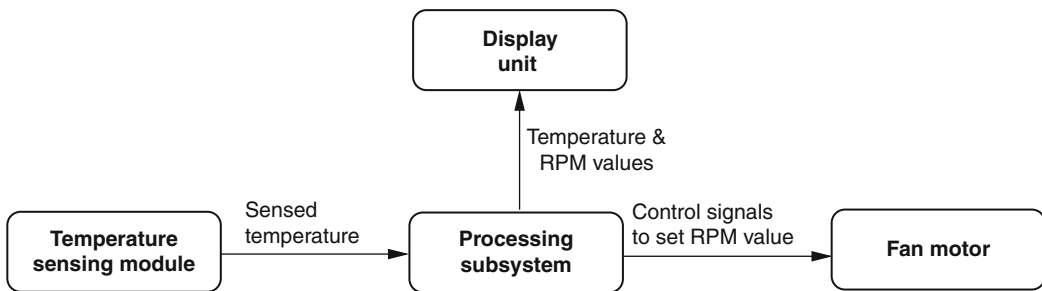 Display
unit
Temperature &
RPM values
Temperature
sensing module
Sensed
temperature
Processing
subsystem
Control signals
to set RPM value
Fan motor